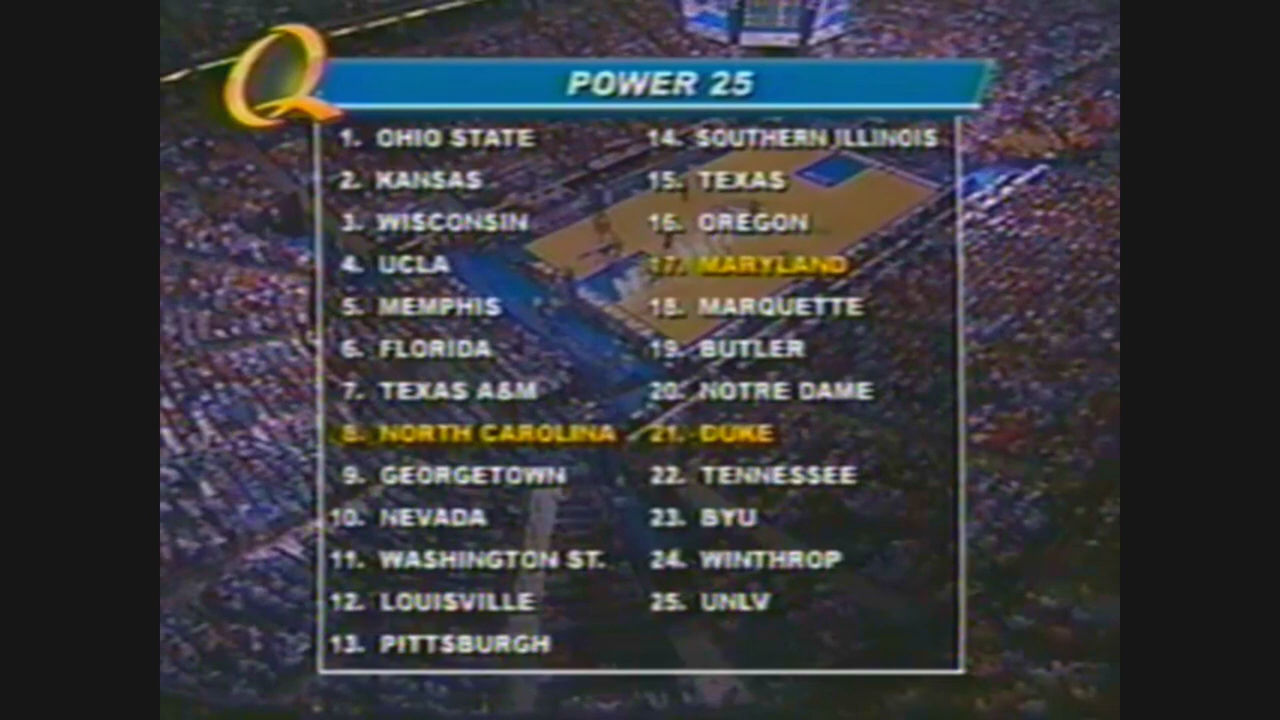 Q
POWER 25
1. OHIO STATE
2. KANSAS
3. WISCONSIN
4. UCLA
5. MEMPHIS
6. FLORIDA
7. TEXAS A&M
8. NORTH CAROLINA
9. GEORGETOWN
10. NEVADA
11. WASHINGTON ST.
12. LOUISVILLE
13. PITTSBURGH
14. SOUTHERN ILLINOIS
15. TEXAS
16. OREGON
17. MARYLAND
18. MARQUETTE
19. BUTLER
20. NOTRE DAME
21. DUKE
22. TENNESSEE
23. BYU
24. WINTHROP
25. UNLV